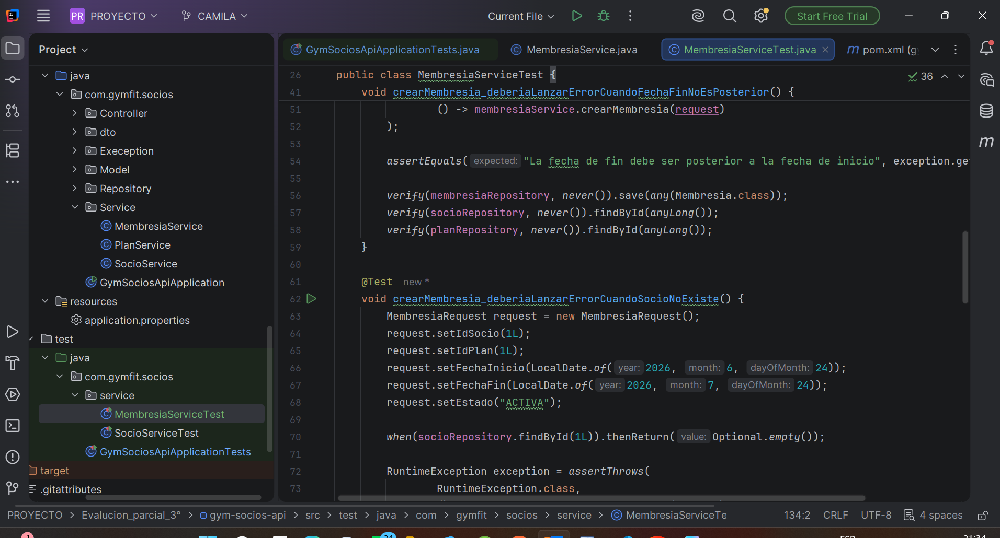 PR PROYECTO CAMILA Current File Start Free Trial
Project
GymSociosApiApplicationTests.java MembresiaService.java MembresiaServiceTest.java m pom.xml (gy
java
com.gymfit.socios
Controller
dto
Exeception
Model
Repository
Service
MembresiaService
PlanService
SocioService
GymSociosApiApplication
resources
application.properties
test
java
com.gymfit.socios
service
MembresiaServiceTest
SocioServiceTest
GymSociosApiApplicationTests
target
.gitattributes
36
26 public class MembresiaServiceTest {
41 void crearMembresia_deberiaLanzarErrorCuandoFechaFinNoEsPosterior() {
51 () -> membresiaService.crearMembresia(request)
52 );
53
54 assertEquals( expected: "La fecha de fin debe ser posterior a la fecha de inicio", exception.ge
55
56 verify(membresiaRepository, never()).save(any(Membresia.class));
57 verify(socioRepository, never()).findById(anyLong());
58 verify(planRepository, never()).findById(anyLong());
59 }
60
61 @Test new *
62 void crearMembresia_deberiaLanzarErrorCuandoSocioNoExiste() {
63 MembresiaRequest request = new MembresiaRequest();
64 request.setIdSocio(1L);
65 request.setIdPlan(1L);
66 request.setFechaInicio(LocalDate.of( year: 2026, month: 6, dayOfMonth: 24));
67 request.setFechaFin(LocalDate.of( year: 2026, month: 7, dayOfMonth: 24));
68 request.setEstado("ACTIVA");
69
70 when(socioRepository.findById(1L)).thenReturn( value: Optional.empty());
71
72 RuntimeException exception = assertThrows(
73 RuntimeException.class,
PROYECTO > Evalucion_parcial_3° > gym-socios-api > src > test > java > com > gymfit > socios > service > MembresiaServiceTe 134:2 CRLF UTF-8 4 spaces